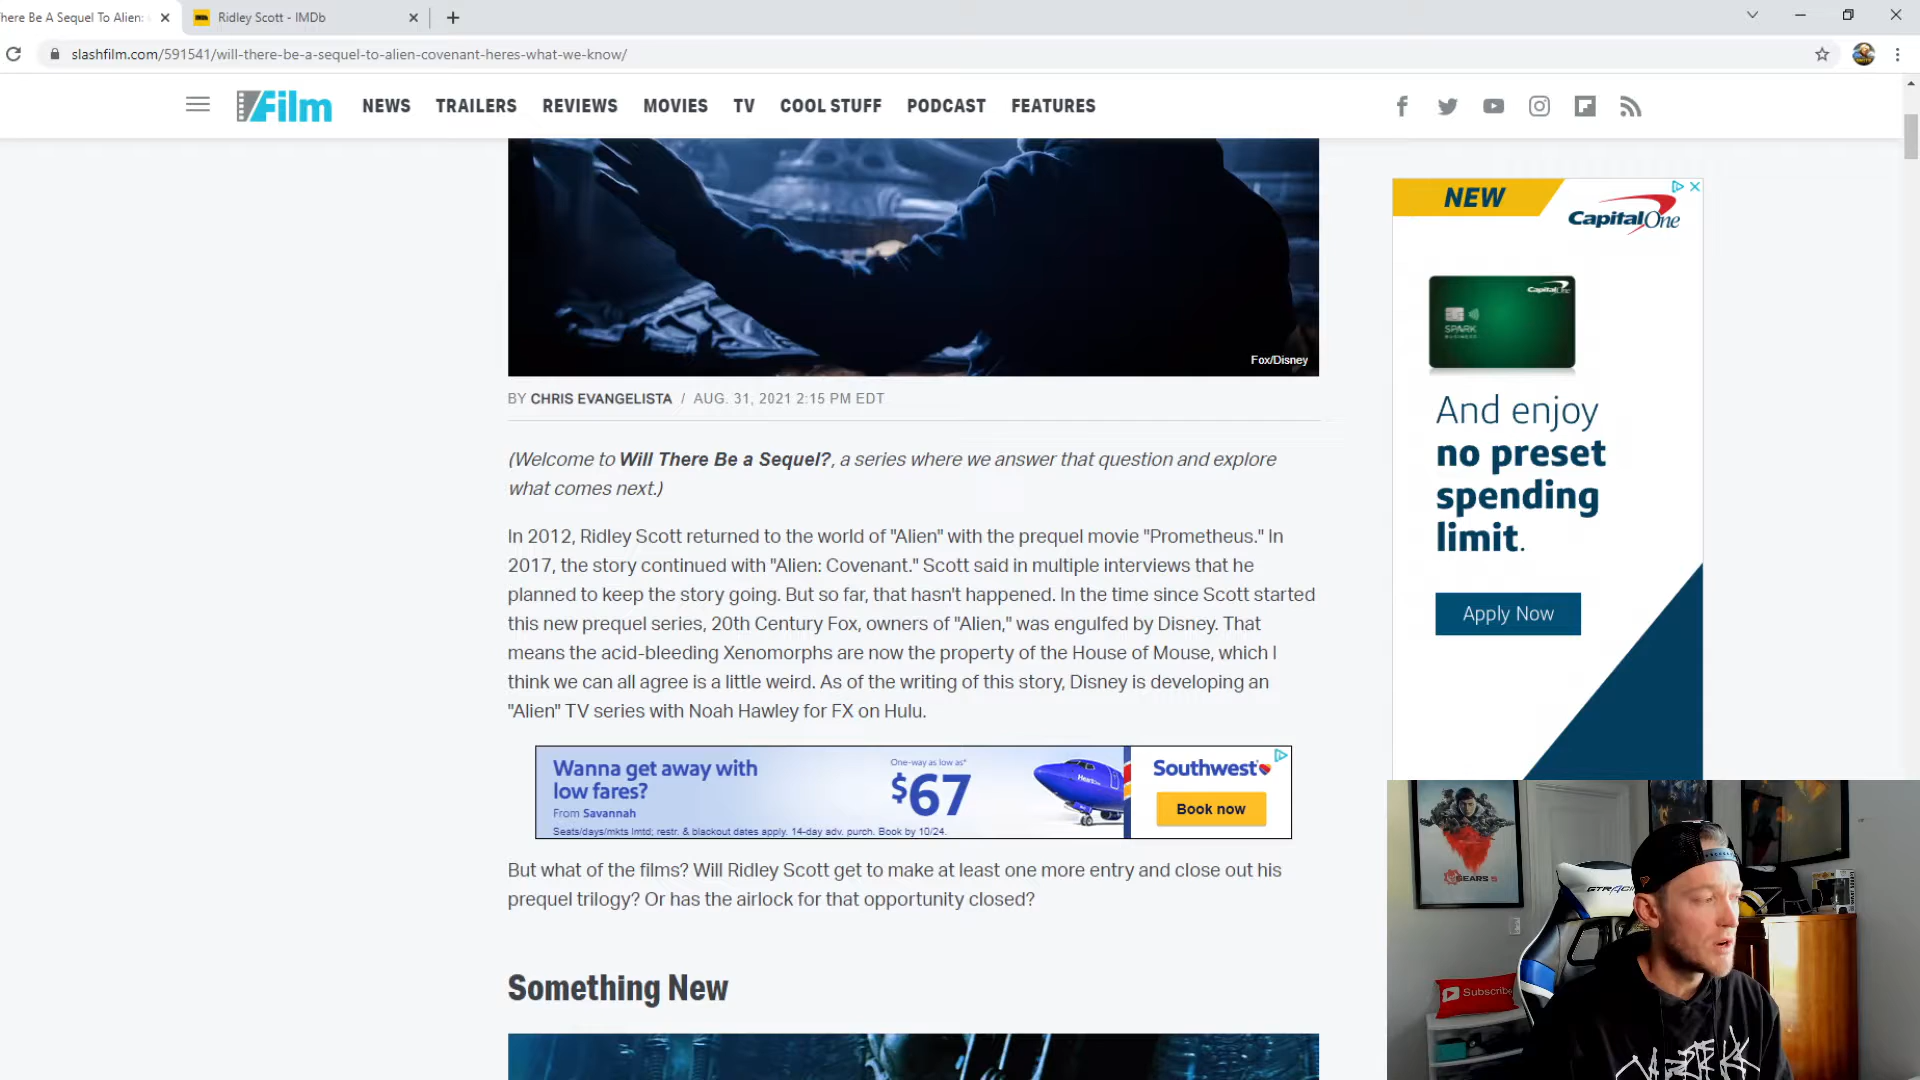 here Be A Sequel To Alien:
Ridley Scott - IMDb
slashfilm.com/591541/will-there-be-a-sequel-to-alien-covenant-heres-what-we-know/
/Film
NEWS TRAILERS REVIEWS MOVIES TV COOL STUFF PODCAST FEATURES
Fox/Disney
BY CHRIS EVANGELISTA / AUG. 31, 2021 2:15 PM EDT
(Welcome to Will There Be a Sequel?, a series where we answer that question and explore
what comes next.)
In 2012, Ridley Scott returned to the world of "Alien" with the prequel movie "Prometheus." In
2017, the story continued with "Alien: Covenant." Scott said in multiple interviews that he
planned to keep the story going. But so far, that hasn't happened. In the time since Scott started
this new prequel series, 20th Century Fox, owners of "Alien," was engulfed by Disney. That
means the acid-bleeding Xenomorphs are now the property of the House of Mouse, which I
think we can all agree is a little weird. As of the writing of this story, Disney is developing an
"Alien" TV series with Noah Hawley for FX on Hulu.
Wanna get away with
low fares?
From Savannah
Seats/days/mkts lmtd; restr. & blackout dates apply. 14-day adv. purch. Book by 10/24.
One-way as low as*
$67
Southwest
Book now
But what of the films? Will Ridley Scott get to make at least one more entry and close out his
prequel trilogy? Or has the airlock for that opportunity closed?
Something New
NEW
Capital One
SPARK
BUSINESS
And enjoy
no preset
spending
limit.
Apply Now
GEARS 5
GTRACING
Subscribe